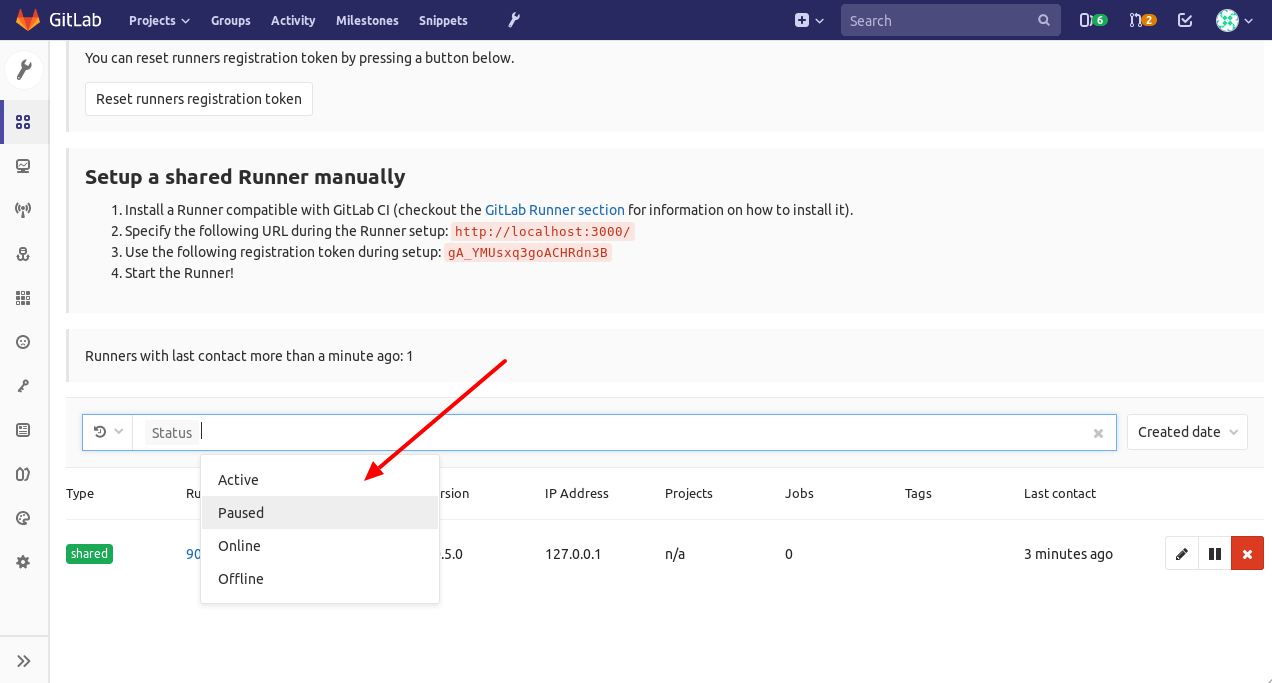 GitLab Projects Groups Activity Milestones Snippets Search 6 2
You can reset runners registration token by pressing a button below.
Reset runners registration token
Setup a shared Runner manually
1. Install a Runner compatible with GitLab CI (checkout the GitLab Runner section for information on how to install it).
2. Specify the following URL during the Runner setup: http://localhost:3000/
3. Use the following registration token during setup: gA_YMUsxq3goACHRdn3B
4. Start the Runner!
Runners with last contact more than a minute ago: 1
Status Created date
Active
Paused
Online
Offline
Type Ru rsion IP Address Projects Jobs Tags Last contact
shared 90 .5.0 127.0.0.1 n/a 0 3 minutes ago